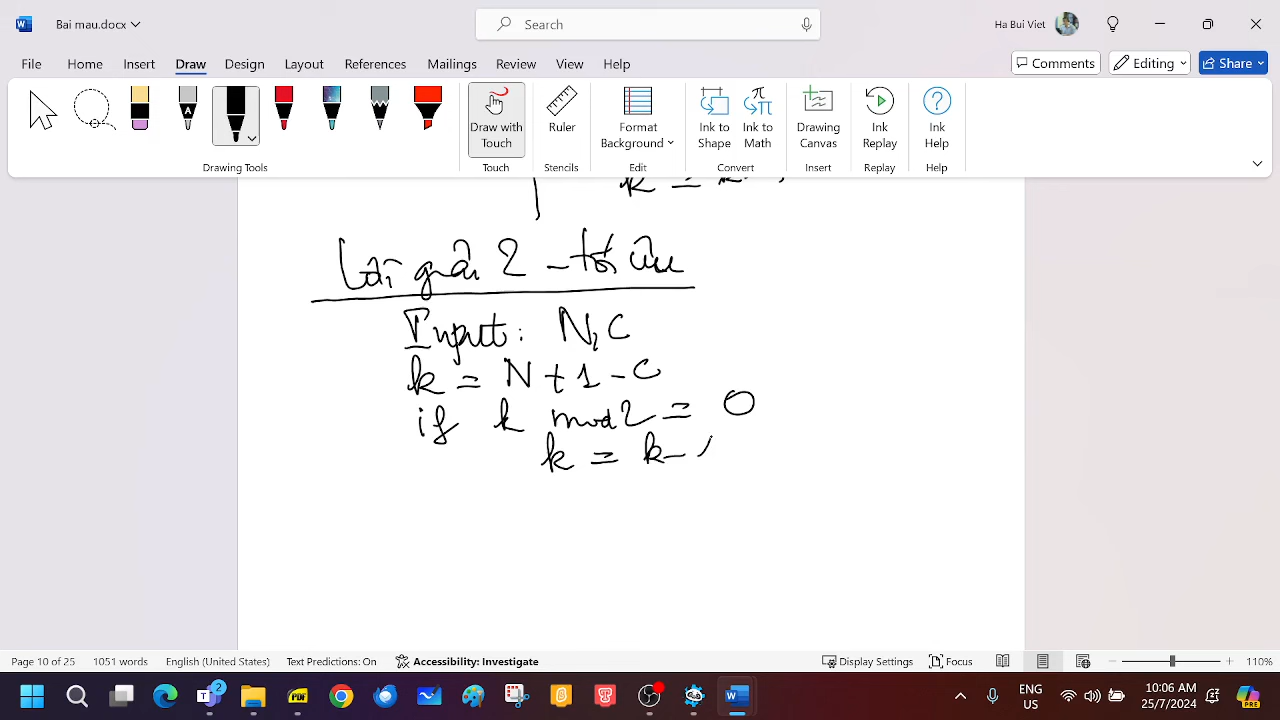 Bai mau.docx
Search
Ha Bui Viet
File Home Insert Draw Design Layout References Mailings Review View Help
Comments Editing Share
Draw with Touch
Ruler
Format Background
Ink to Shape
Ink to Math
Drawing Canvas
Ink Replay
Ink Help
Drawing Tools Touch Stencils Edit Convert Insert Replay Help
k =
Lời giải 2 - tối ưu
Input: N, C
k = N + 1 - C
if k mod 2 = 0
k = k -
Page 10 of 25 1051 words English (United States) Text Predictions: On Accessibility: Investigate Display Settings Focus 110%
ENG US
10:06 AM
25/7/2024
2
PDF
PRE